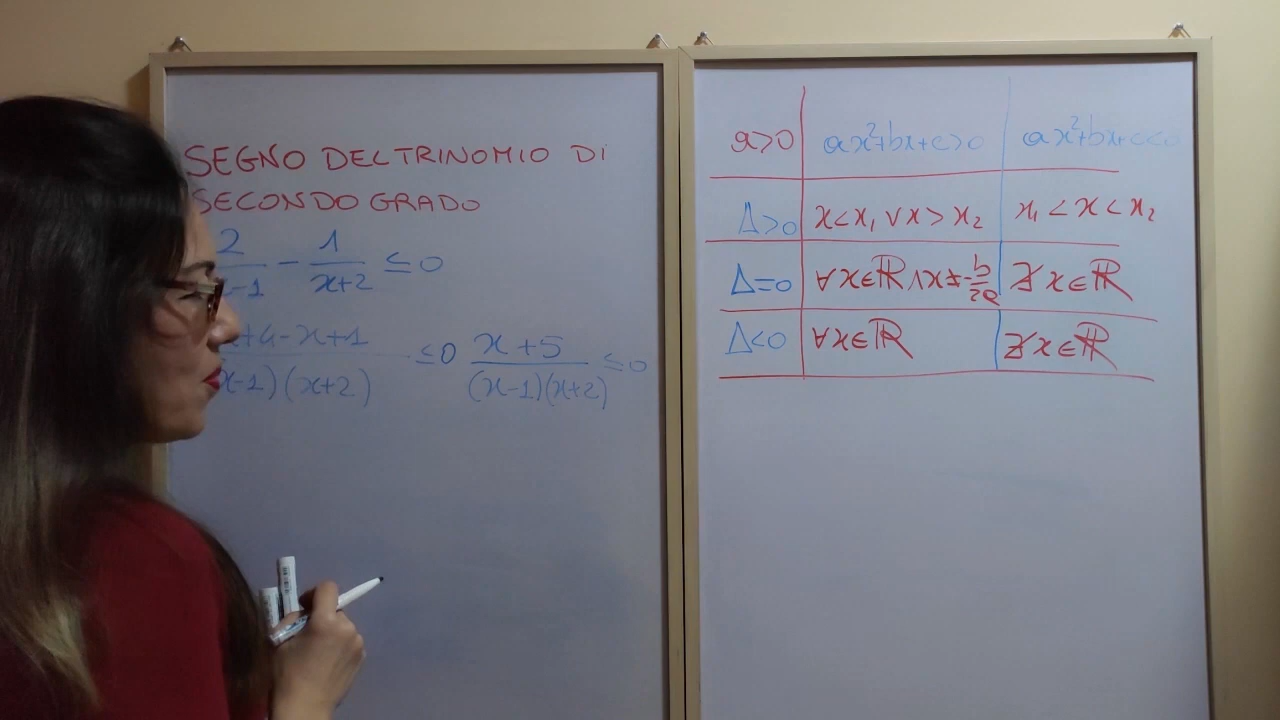 SEGNO DEL TRINOMIO DI
SECONDO GRADO
2/x-1 - 1/x+2 ≤ 0
x+4-x+1/(x-1)(x+2) ≤0 x+5/(x-1)(x+2) ≤0
a>0 ax²+bx+c>0 ax²+bx+c<0
Δ>0 x<x₁ ∨ x>x₂ x₁<x<x₂
Δ=0 ∀x∈ℝ ∧ x≠-b/2a ∄x∈ℝ
Δ<0 ∀x∈ℝ ∄x∈ℝ